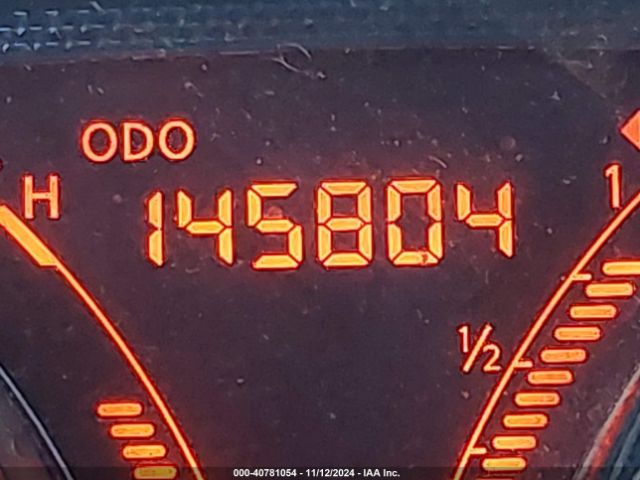 ODO
H 145804 1
1/2
000-40781054 - 11/12/2024 - IAA Inc.